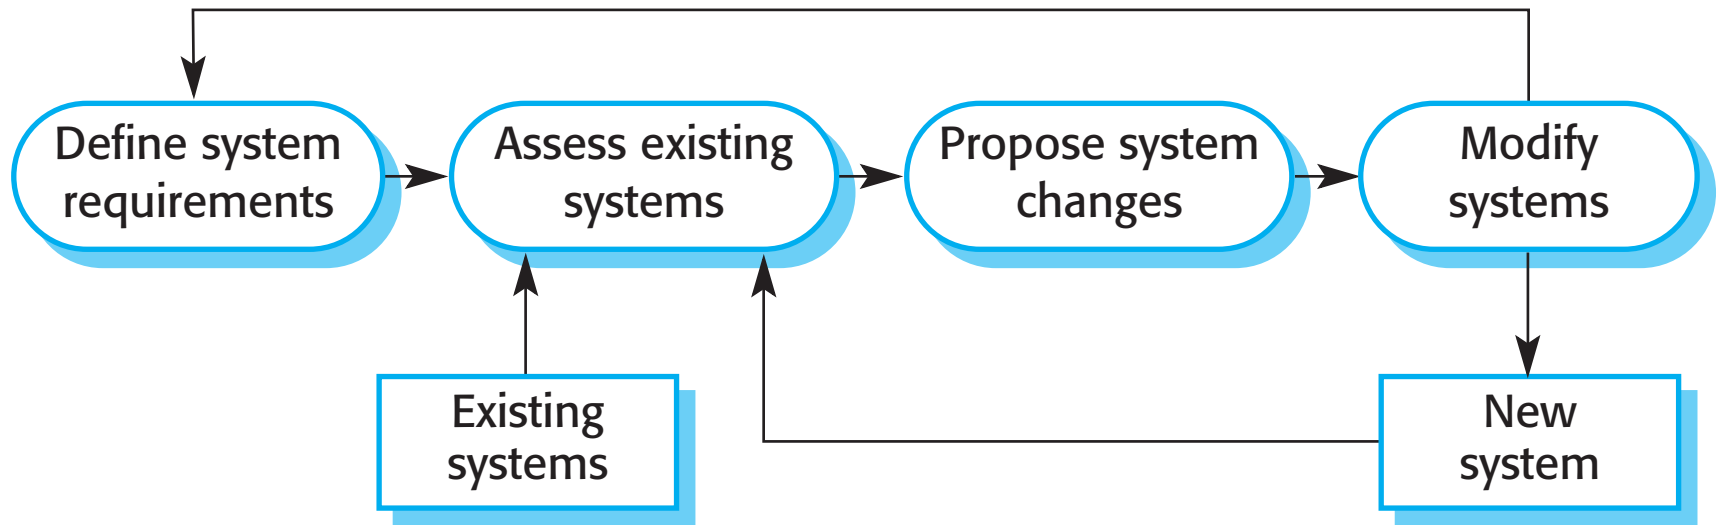 Define system
requirements
Assess existing
systems
Propose system
changes
Modify
systems
Existing
systems
New
system